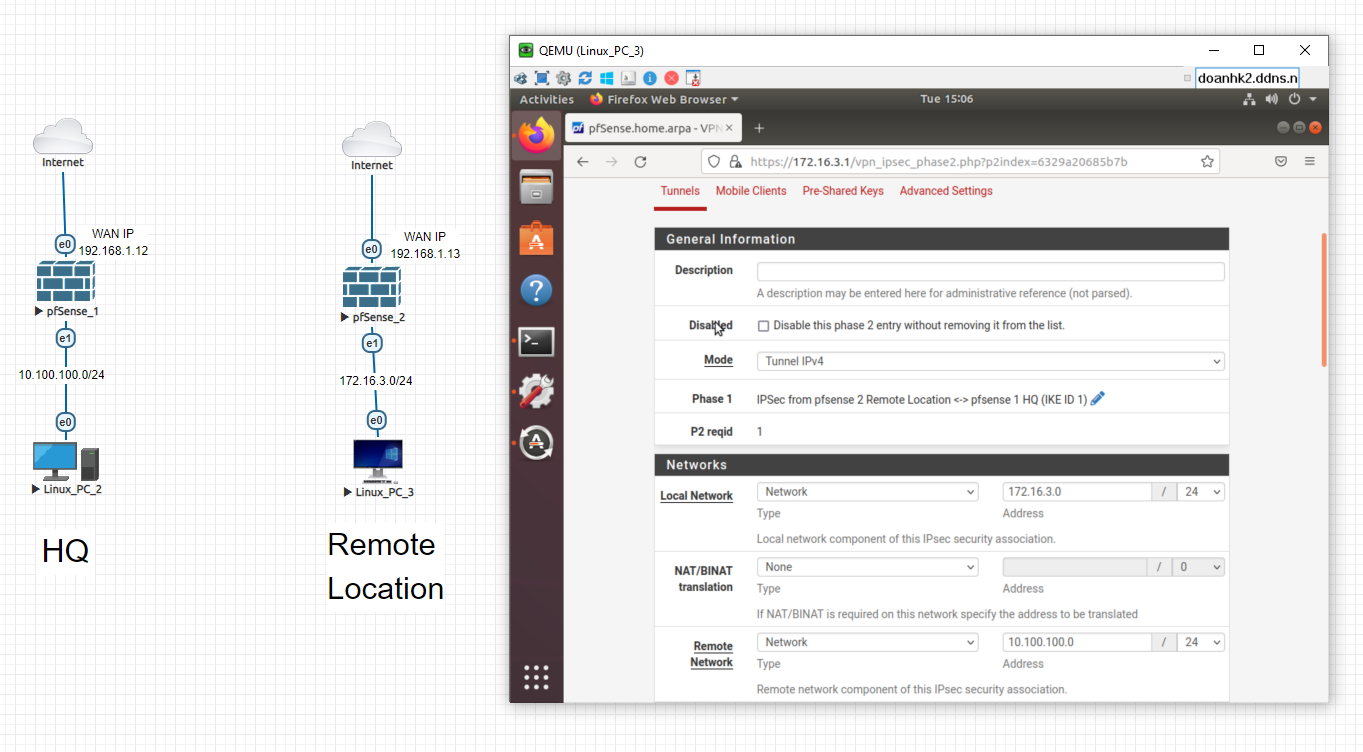 Internet
WAN IP
192.168.1.12
e0
pfSense_1
e1
10.100.100.0/24
e0
Linux_PC_2
HQ
Internet
WAN IP
192.168.1.13
e0
pfSense_2
e1
172.16.3.0/24
e0
Linux_PC_3
Remote
Location
QEMU (Linux_PC_3)
doanhk2.ddns.n
Activities
Firefox Web Browser
Tue 15:06
pfSense.home.arpa - VPN
https://172.16.3.1/vpn_ipsec_phase2.php?p2index=6329a20685b7b
Tunnels Mobile Clients Pre-Shared Keys Advanced Settings
General Information
Description
A description may be entered here for administrative reference (not parsed).
Disabled Disable this phase 2 entry without removing it from the list.
Mode Tunnel IPv4
Phase 1 IPSec from pfsense 2 Remote Location <-> pfsense 1 HQ (IKE ID 1)
P2 reqid 1
Networks
Local Network Network 172.16.3.0 / 24
Type Address
Local network component of this IPsec security association.
NAT/BINAT
translation
None / 0
Type Address
If NAT/BINAT is required on this network specify the address to be translated
Remote
Network
Network 10.100.100.0 / 24
Type Address
Remote network component of this IPsec security association.